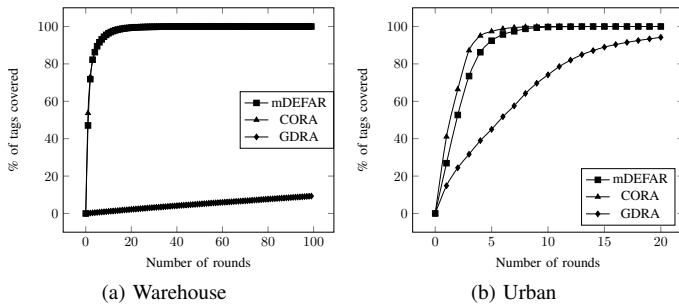 % of tags covered
100
80
60
40
20
0
mDEFAR
CORA
GDRA
0 20 40 60 80 100
Number of rounds
(a) Warehouse
% of tags covered
100
80
60
40
20
0
mDEFAR
CORA
GDRA
0 5 10 15 20
Number of rounds
(b) Urban